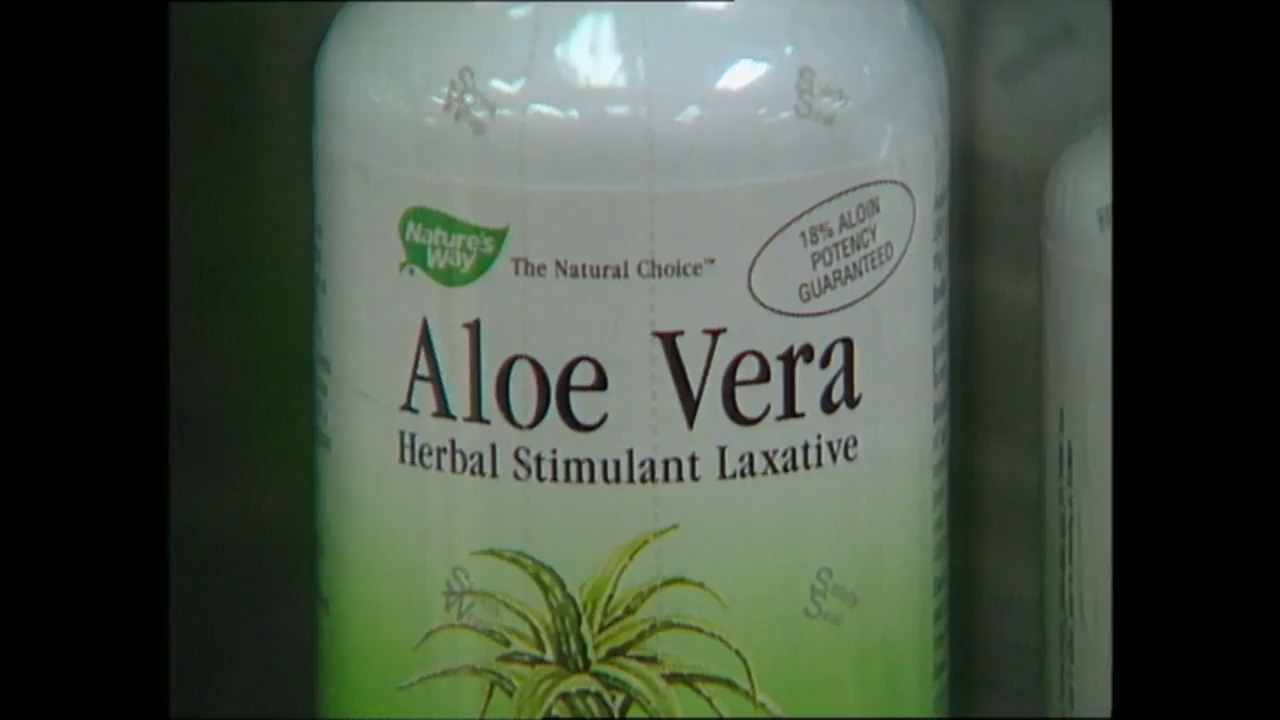 Nature's
Way
The Natural Choice™
18% ALOIN
POTENCY
GUARANTEED
Aloe Vera
Herbal Stimulant Laxative